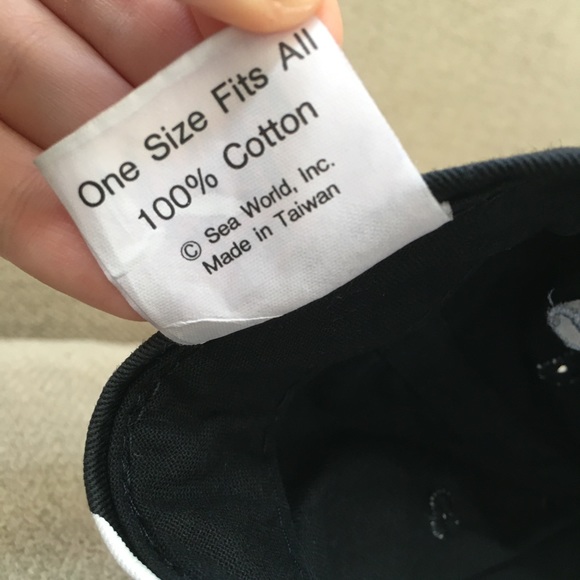 One Size Fits All
100% Cotton
© Sea World, Inc.
Made in Taiwan